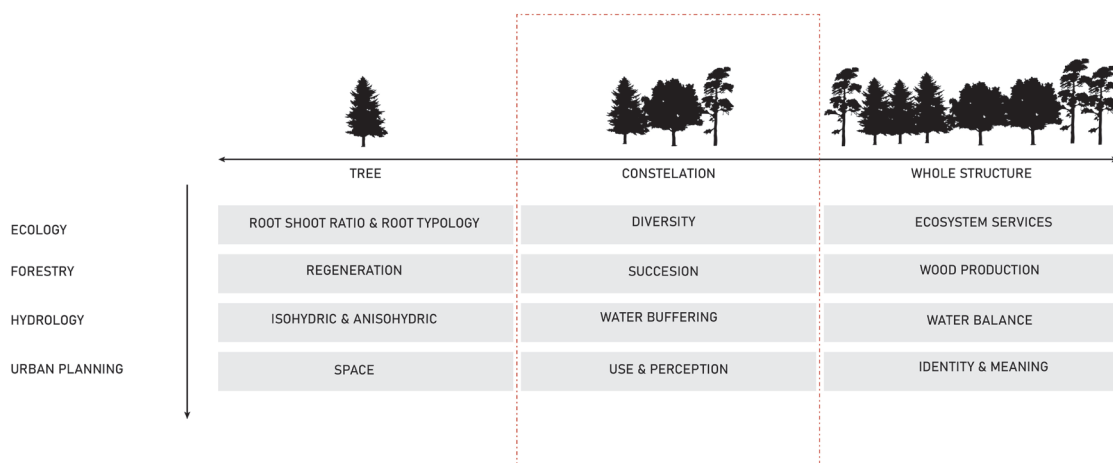 TREE
CONSTELATION
WHOLE STRUCTURE
ECOLOGY
ROOT SHOOT RATIO & ROOT TYPOLOGY
DIVERSITY
ECOSYSTEM SERVICES
FORESTRY
REGENERATION
SUCCESION
WOOD PRODUCTION
HYDROLOGY
ISOHYDRIC & ANISOHYDRIC
WATER BUFFERING
WATER BALANCE
URBAN PLANNING
SPACE
USE & PERCEPTION
IDENTITY & MEANING